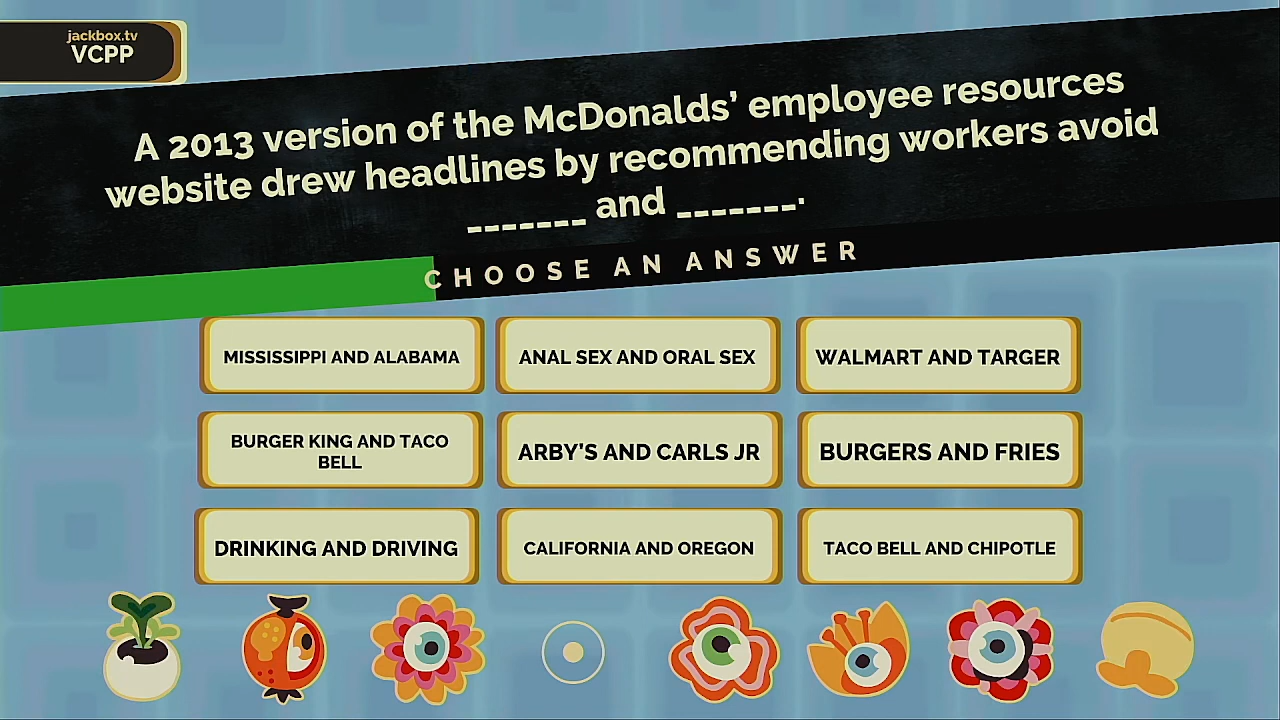 jackbox.tv
VCPP
A 2013 version of the McDonalds’ employee resources
website drew headlines by recommending workers avoid
_______ and _______.
CHOOSE AN ANSWER
MISSISSIPPI AND ALABAMA
ANAL SEX AND ORAL SEX
WALMART AND TARGER
BURGER KING AND TACO
BELL
ARBY'S AND CARLS JR
BURGERS AND FRIES
DRINKING AND DRIVING
CALIFORNIA AND OREGON
TACO BELL AND CHIPOTLE